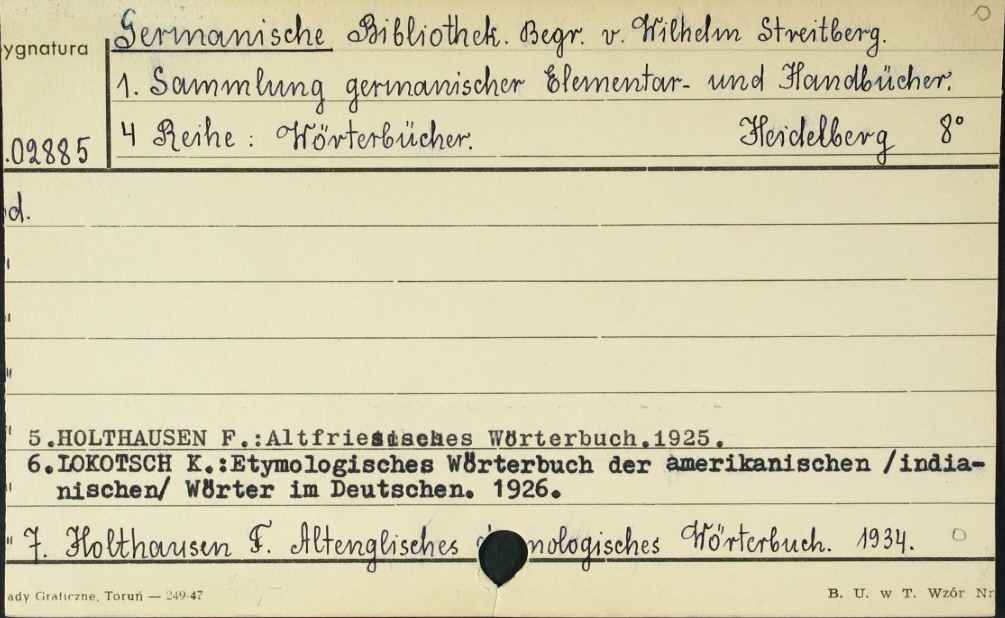 ygnatura
Germanische Bibliothek. Begr. v. Wilhelm Streitberg.
1. Sammlung germanischer Elementar- und Handbücher.
.02885
4 Reihe: Wörterbücher. Heidelberg 8°
d.
"
"
"
" 5.HOLTHAUSEN F.:Altfriesisches Wörterbuch.1925.
6.LOKOTSCH K.:Etymologisches Wörterbuch der amerikanischen /india-
" nischen/ Wörter im Deutschen. 1926.
" 7. Holthausen F. Altenglisches nologisches Wörterbuch. 1934.
ady Graficzne, Toruń — 249-47
B. U. w T. Wzór Nr